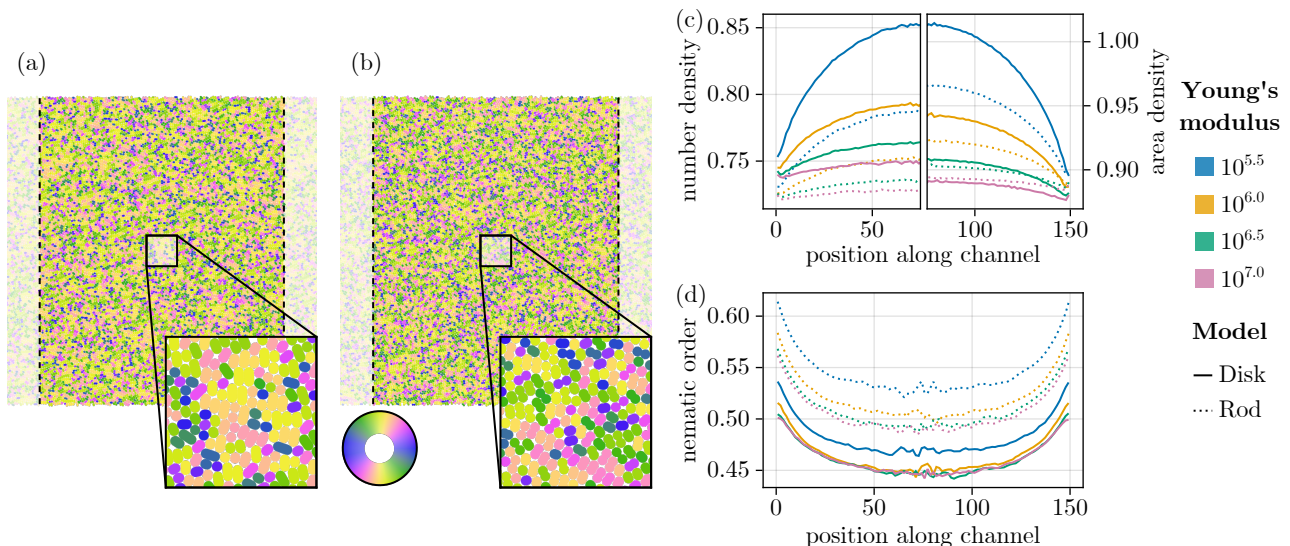 (a)
(b)
(c)
number density
0.85
0.80
0.75
1.00
0.95
0.90
area density
0 50 100 150
position along channel
(d)
nematic order
0.60
0.55
0.50
0.45
0 50 100 150
position along channel
Young's
modulus
10^5.5
10^6.0
10^6.5
10^7.0
Model
Disk
Rod